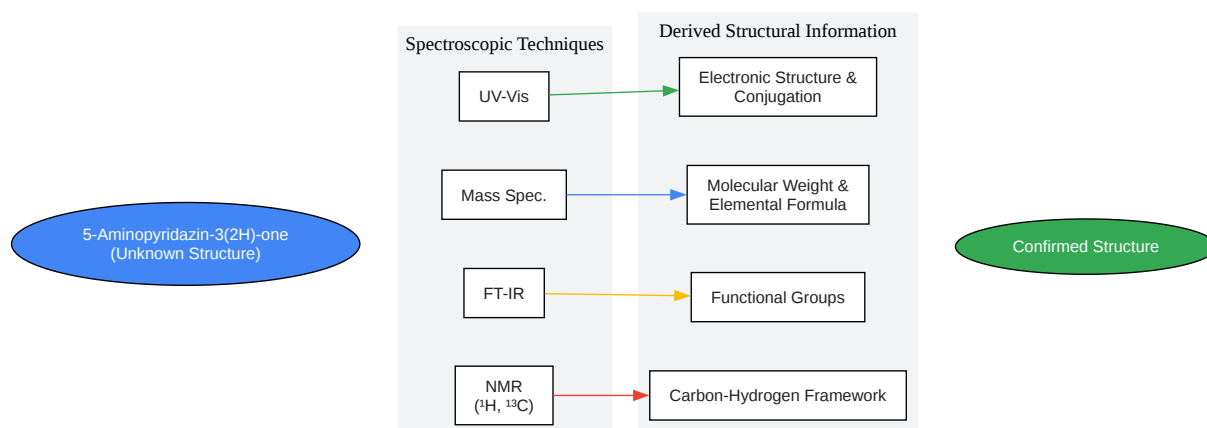 5-Aminopyridazin-3(2H)-one
(Unknown Structure)
Spectroscopic Techniques
UV-Vis
Mass Spec.
FT-IR
NMR
(¹H, ¹³C)
Derived Structural Information
Electronic Structure &
Conjugation
Molecular Weight &
Elemental Formula
Functional Groups
Carbon-Hydrogen Framework
Confirmed Structure